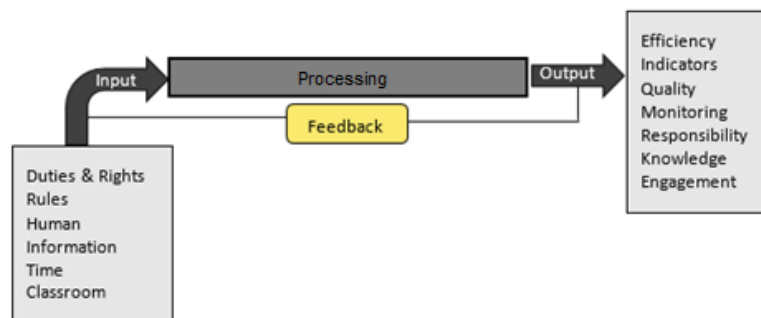 Input
Processing
Output
Feedback
Duties & Rights
Rules
Human
Information
Time
Classroom
Efficiency
Indicators
Quality
Monitoring
Responsibility
Knowledge
Engagement